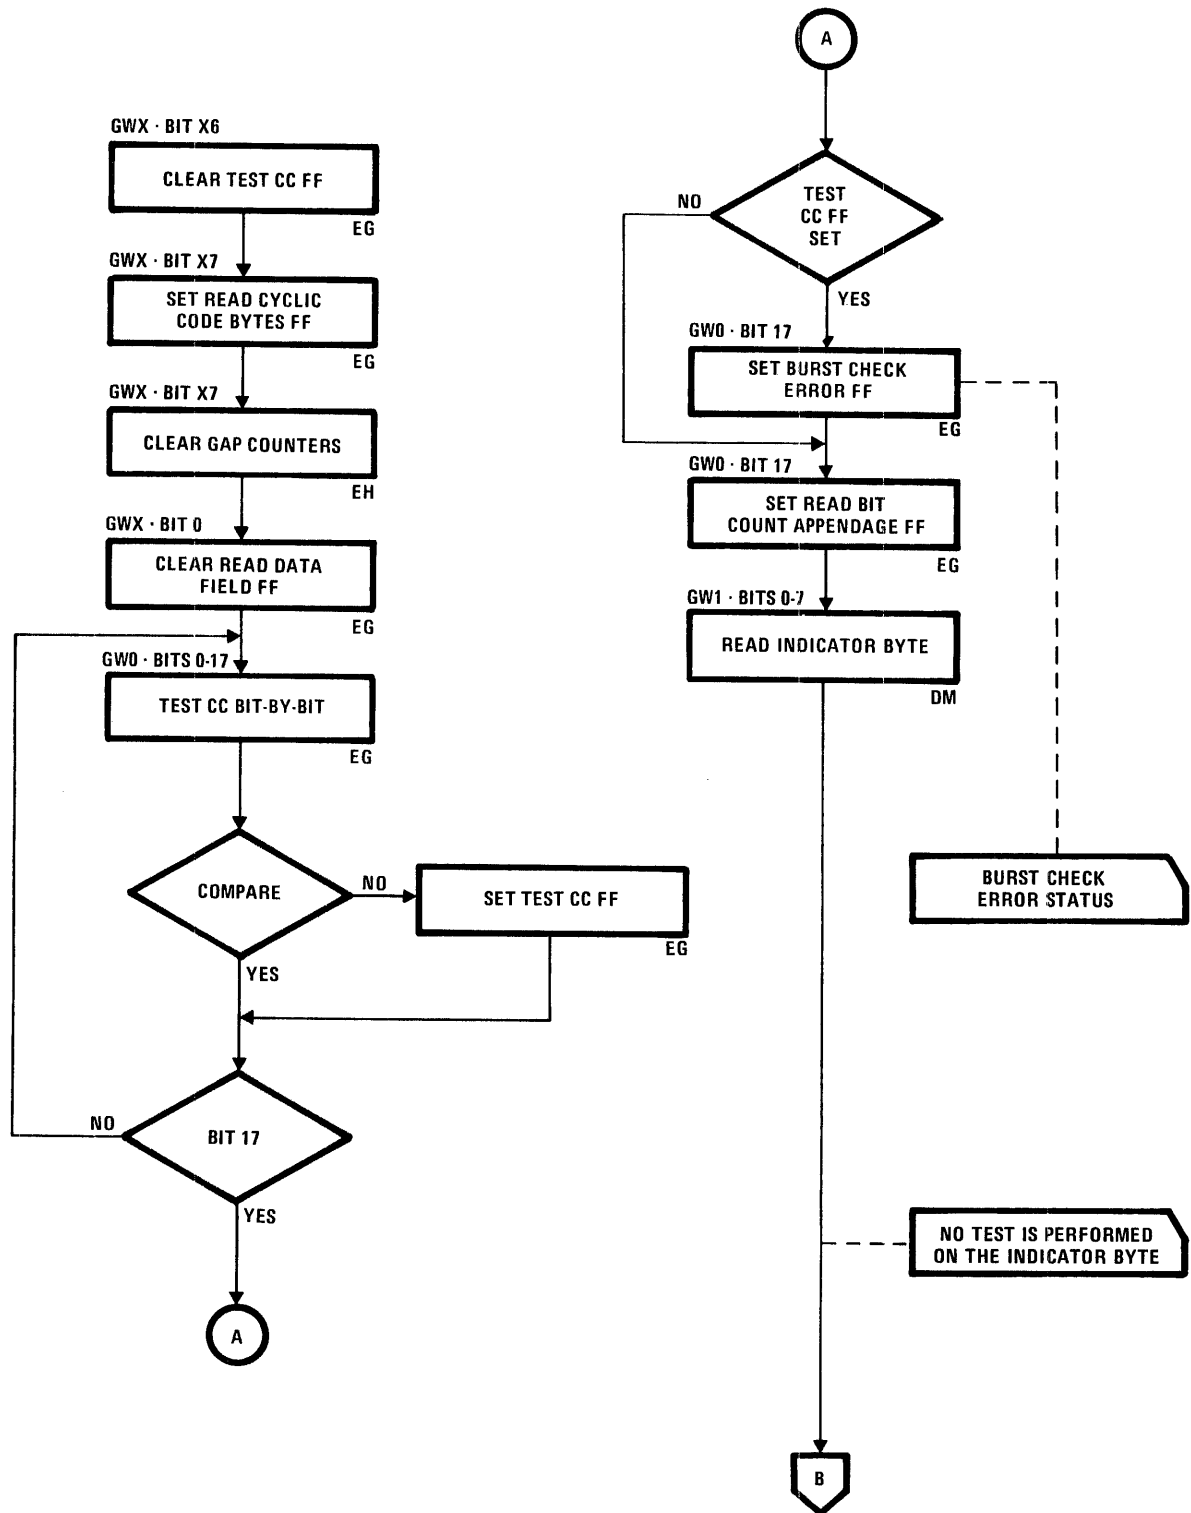 GWX · BIT X6
CLEAR TEST CC FF
EG
GWX · BIT X7
SET READ CYCLIC
CODE BYTES FF
EG
GWX · BIT X7
CLEAR GAP COUNTERS
EH
GWX · BIT 0
CLEAR READ DATA
FIELD FF
EG
GW0 · BITS 0-17
TEST CC BIT-BY-BIT
EG
COMPARE
NO
SET TEST CC FF
EG
YES
BIT 17
NO
YES
A
A
TEST
CC FF
SET
NO
YES
GW0 · BIT 17
SET BURST CHECK
ERROR FF
EG
GW0 · BIT 17
SET READ BIT
COUNT APPENDAGE FF
EG
GW1 · BITS 0-7
READ INDICATOR BYTE
DM
BURST CHECK
ERROR STATUS
NO TEST IS PERFORMED
ON THE INDICATOR BYTE
B